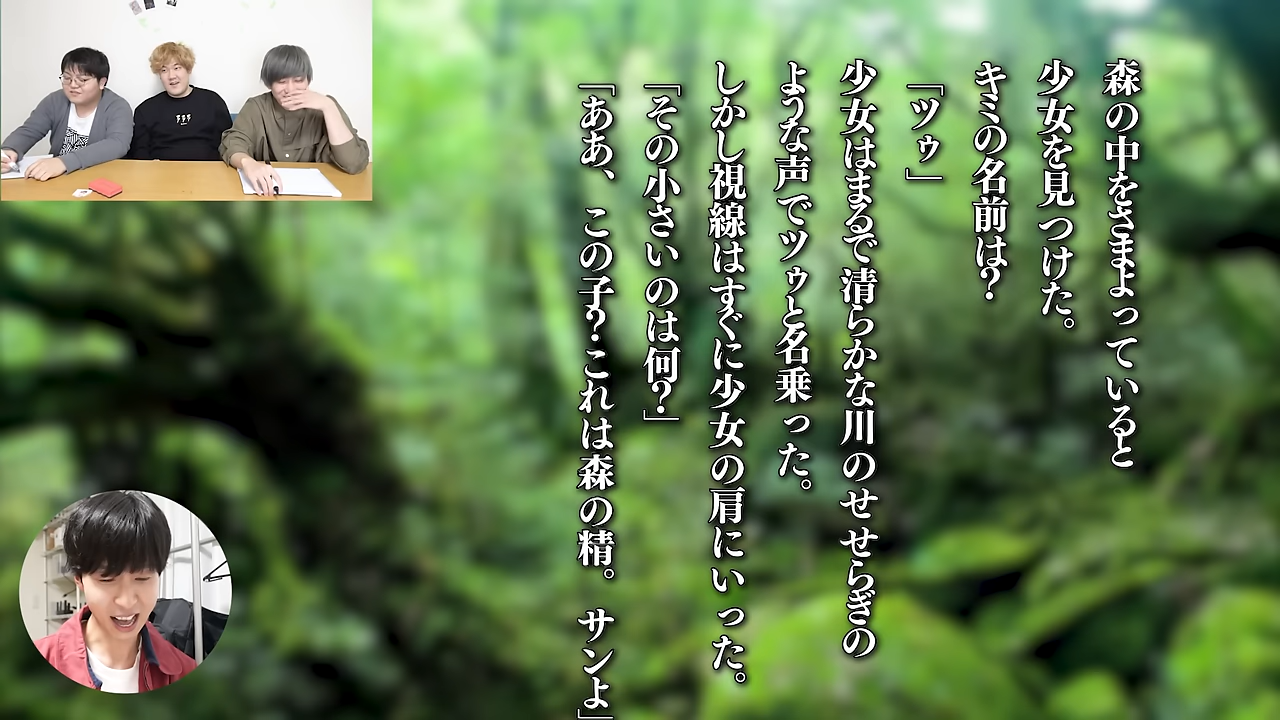 森の中をさまよっていると
少女を見つけた。
キミの名前は？
「ツゥ」
少女はまるで清らかな川のせせらぎの
ような声でツゥと名乗った。
しかし視線はすぐに少女の肩にいった。
「その小さいのは何？」
「ああ、この子？これは森の精。 サンよ」